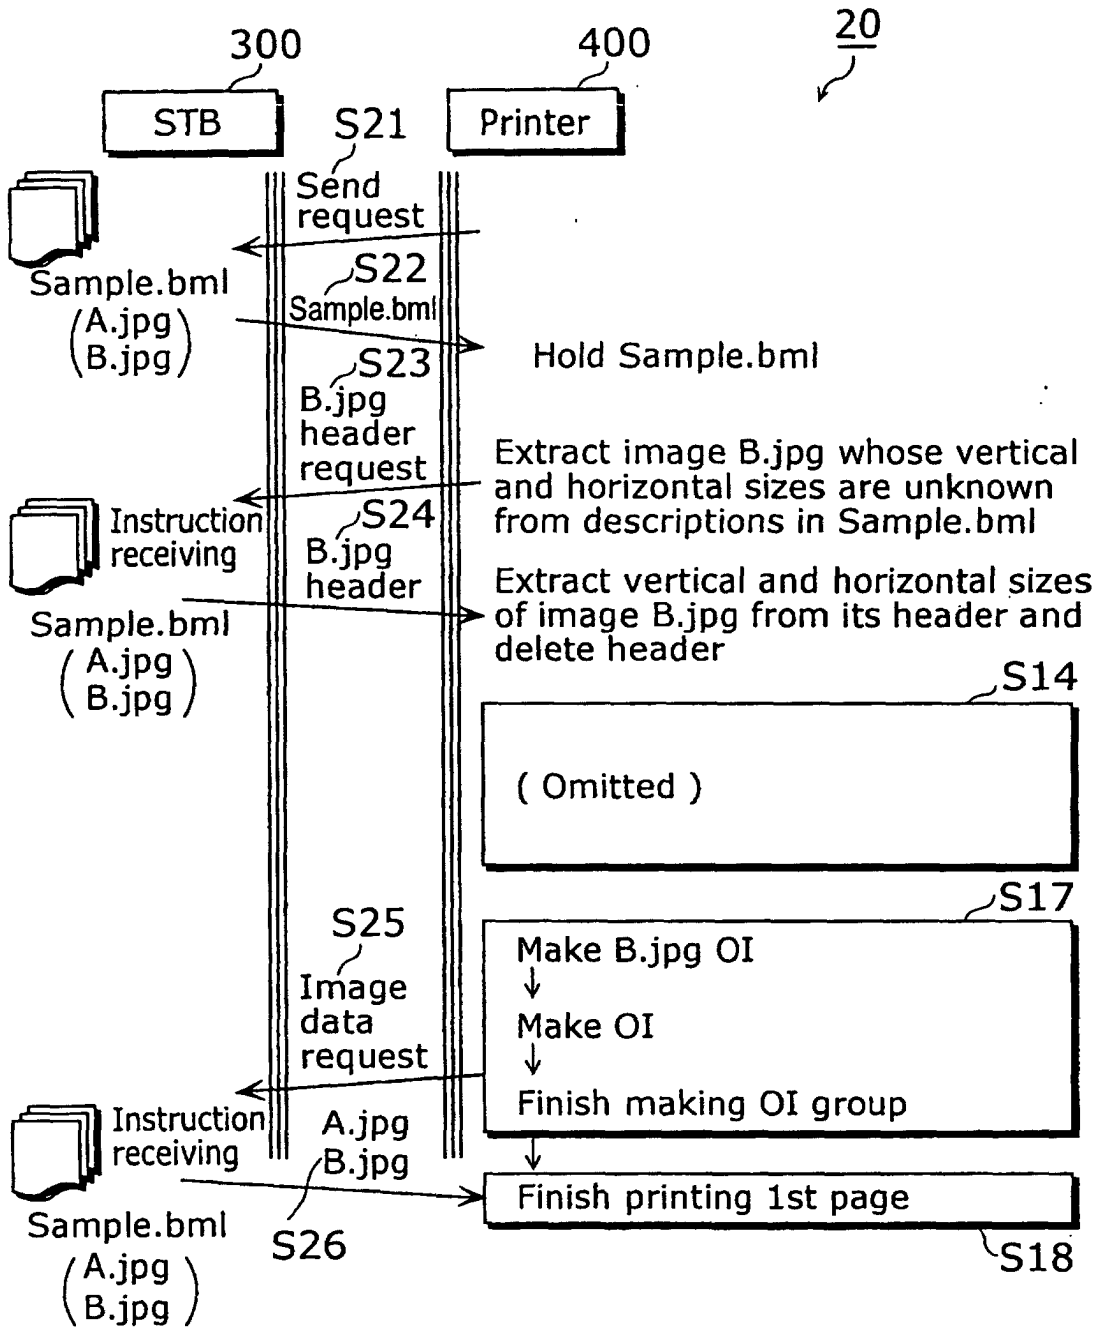 20
300
400
STB
Printer
S21
Send
request
Sample.bml
A.jpg
B.jpg
S22
Sample.bml
Hold Sample.bml
S23
B.jpg
header
request
Extract image B.jpg whose vertical
and horizontal sizes are unknown
from descriptions in Sample.bml
Instruction
receiving
S24
B.jpg
header
Extract vertical and horizontal sizes
of image B.jpg from its header and
delete header
Sample.bml
A.jpg
B.jpg
S14
( Omitted )
S17
Make B.jpg OI
↓
Make OI
↓
Finish making OI group
S25
Image
data
request
Instruction
receiving
A.jpg
B.jpg
S26
Finish printing 1st page
S18
Sample.bml
A.jpg
B.jpg